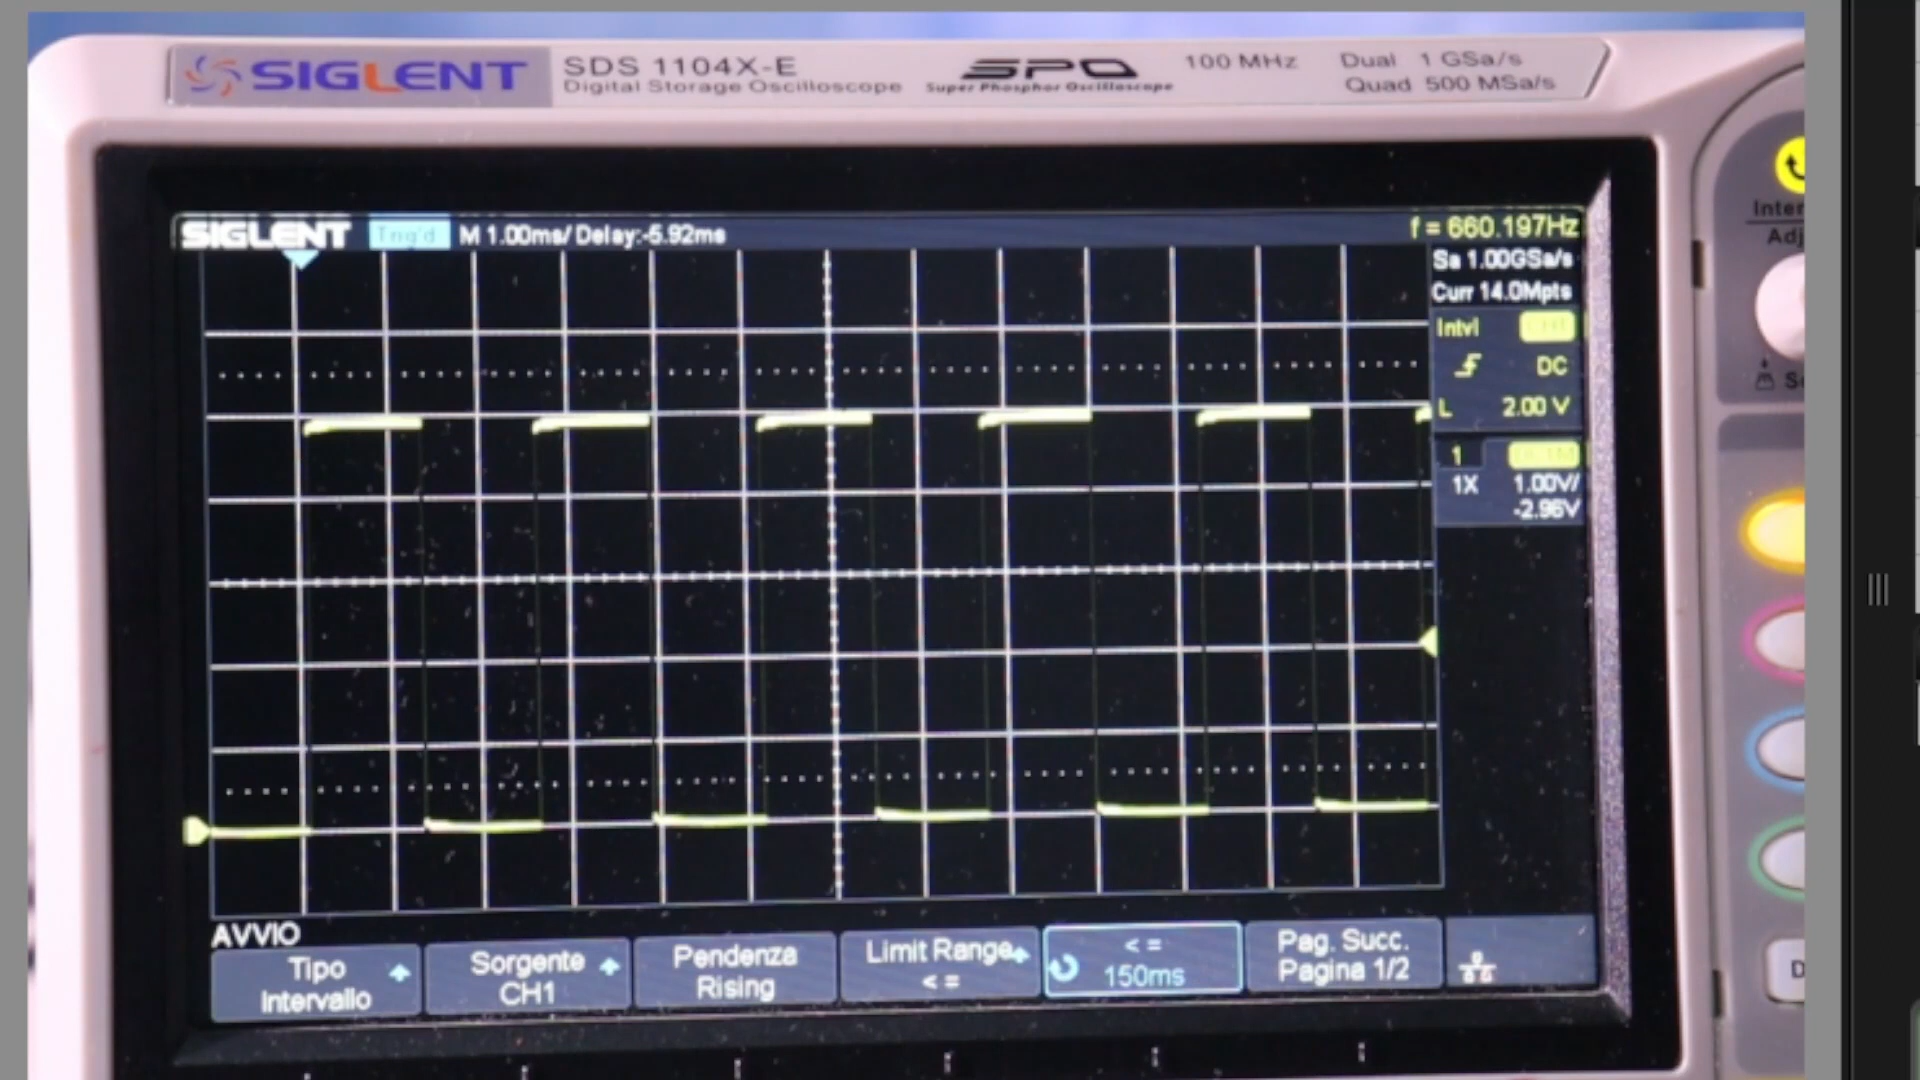 SIGLENT
SDS 1104X-E
Digital Storage Oscilloscope
SPO
Super Phosphor Oscilloscope
100 MHz
Dual 1 GSa/s
Quad 500 MSa/s
SIGLENT Trig'd M 1.00ms/ Delay:-5.92ms
f = 660.197Hz
Sa 1.00GSa/s
Curr 14.0Mpts
Intvl
DC
L 2.00 V
1
1X 1.00V/
-2.96V
AVVIO
Tipo
Intervallo
Sorgente
CH1
Pendenza
Rising
Limit Range
< =
< =
150ms
Pag. Succ.
Pagina 1/2